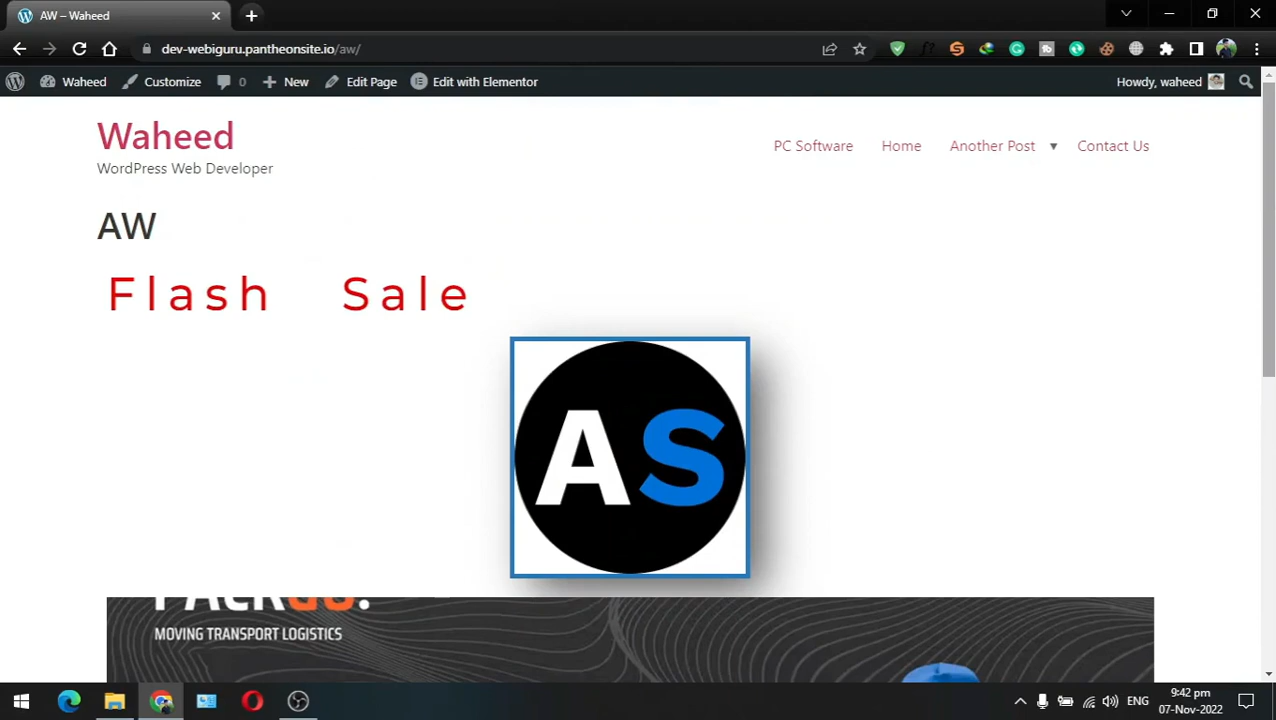 AW – Waheed
dev-webiguru.pantheonsite.io/aw/
Waheed
Customize
0
New
Edit Page
Edit with Elementor
Howdy, waheed
Waheed
WordPress Web Developer
PC Software
Home
Another Post
Contact Us
AW
Flash Sale
AS
MOVING TRANSPORT LOGISTICS
ENG
9:42 pm
07-Nov-2022